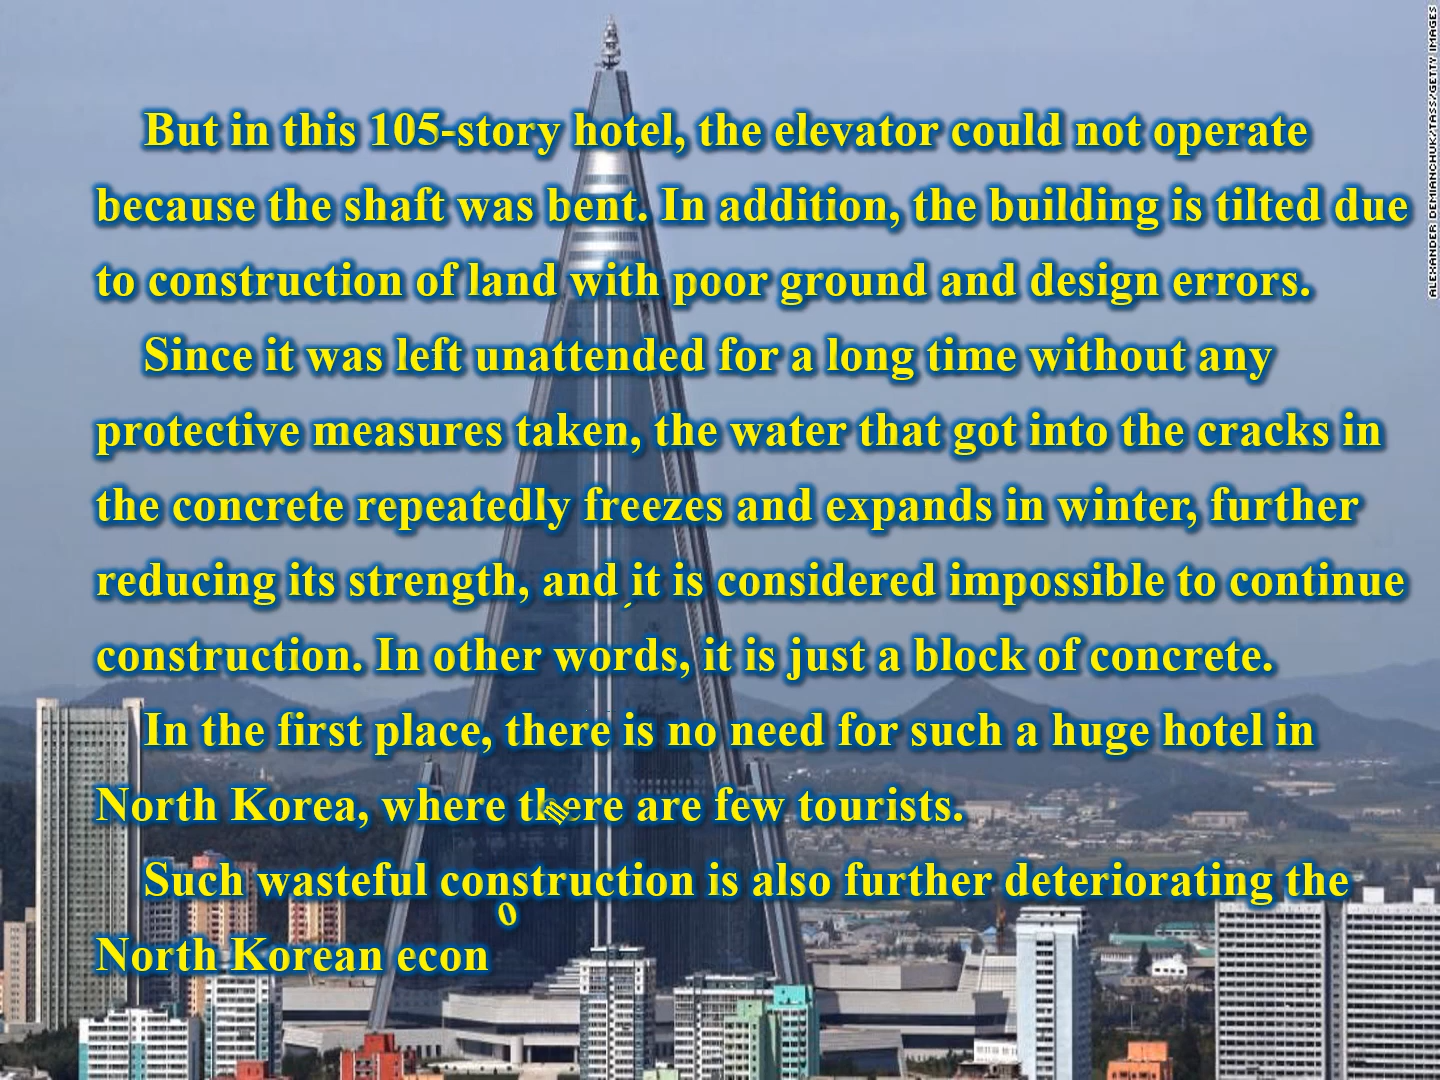 But in this 105-story hotel, the elevator could not operate
because the shaft was bent. In addition, the building is tilted due
to construction of land with poor ground and design errors.
Since it was left unattended for a long time without any
protective measures taken, the water that got into the cracks in
the concrete repeatedly freezes and expands in winter, further
reducing its strength, and it is considered impossible to continue
construction. In other words, it is just a block of concrete.
In the first place, there is no need for such a huge hotel in
North Korea, where there are few tourists.
Such wasteful construction is also further deteriorating the
North Korean econ
o
ALEXANDER DEMIANCHUK/TASS/GETTY IMAGES